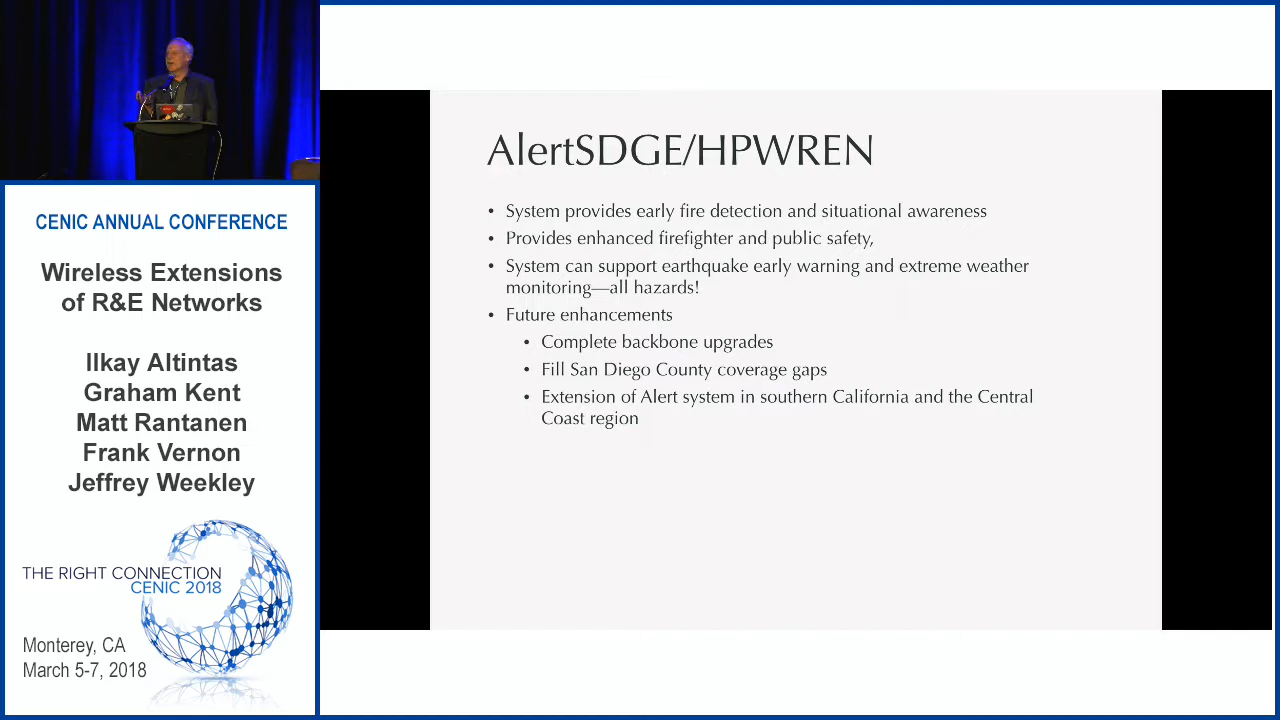 CENIC ANNUAL CONFERENCE
Wireless Extensions
of R&E Networks
Ilkay Altintas
Graham Kent
Matt Rantanen
Frank Vernon
Jeffrey Weekley
THE RIGHT CONNECTION
CENIC 2018
Monterey, CA
March 5-7, 2018
AlertSDGE/HPWREN
• System provides early fire detection and situational awareness
• Provides enhanced firefighter and public safety,
• System can support earthquake early warning and extreme weather
monitoring—all hazards!
• Future enhancements
• Complete backbone upgrades
• Fill San Diego County coverage gaps
• Extension of Alert system in southern California and the Central
Coast region